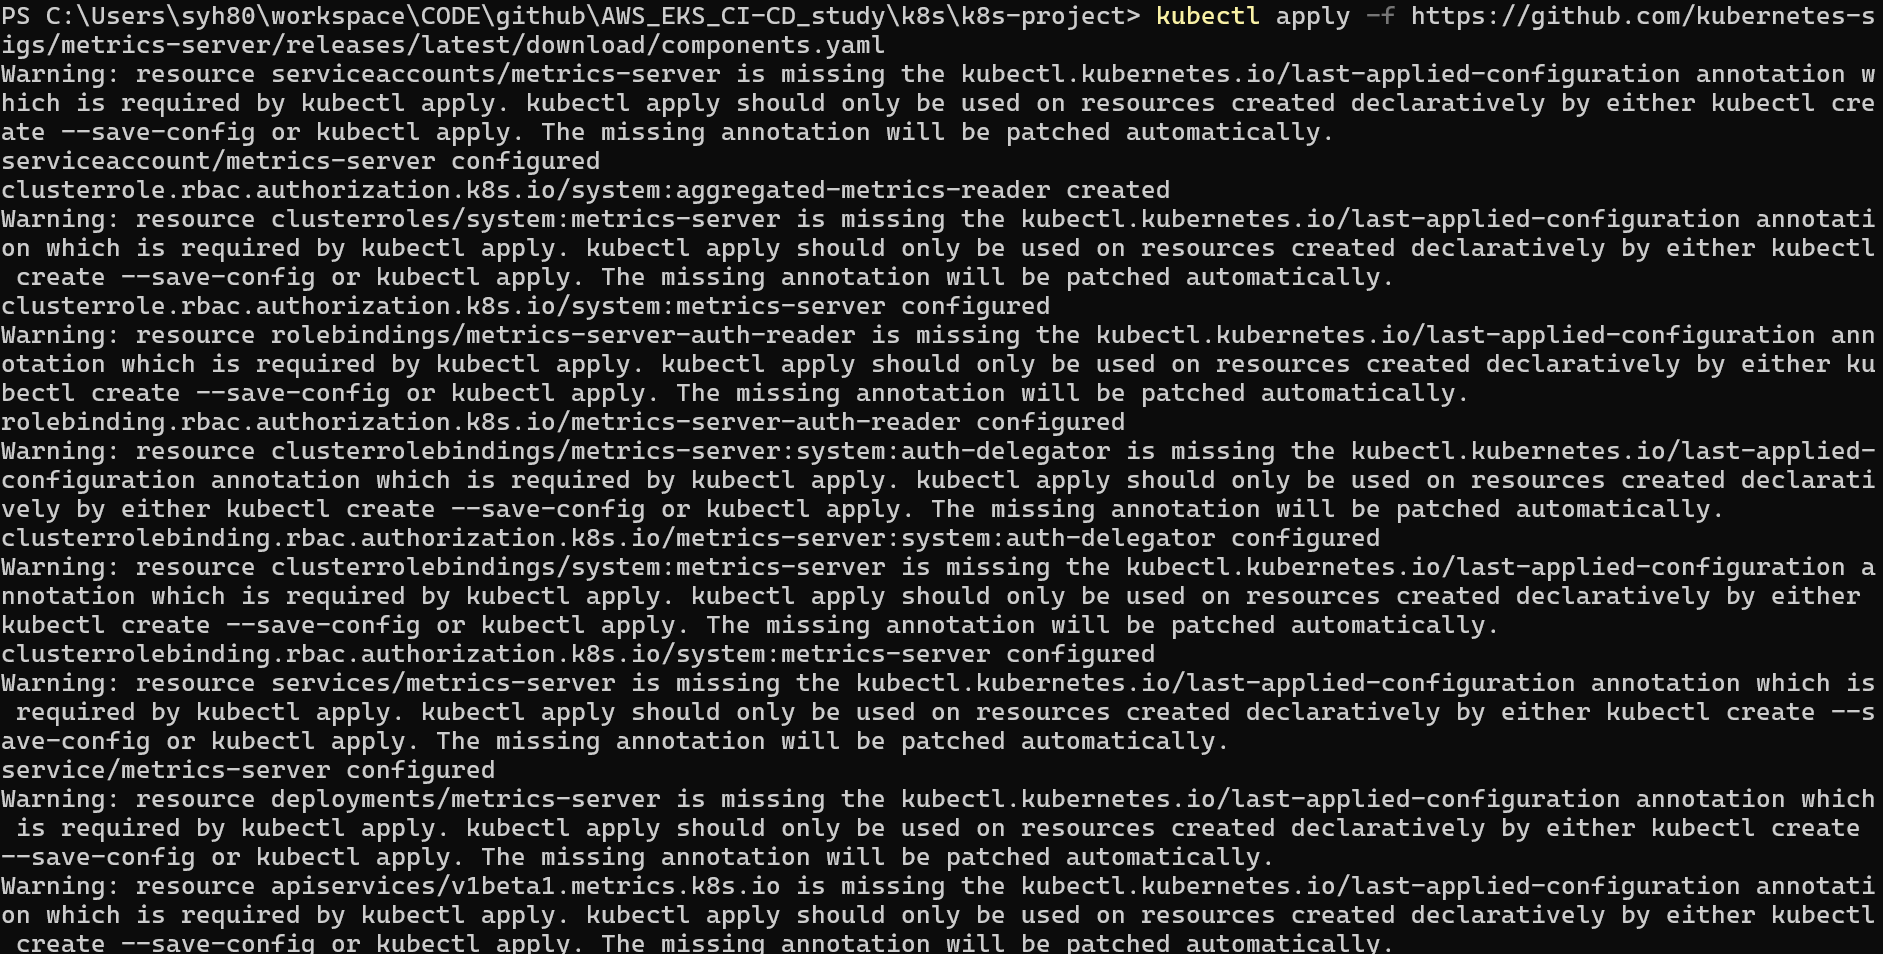 PS C:\Users\syh80\workspace\CODE\github\AWS_EKS_CI-CD_study\k8s\k8s-project> kubectl apply -f https://github.com/kubernetes-s
igs/metrics-server/releases/latest/download/components.yaml
Warning: resource serviceaccounts/metrics-server is missing the kubectl.kubernetes.io/last-applied-configuration annotation w
hich is required by kubectl apply. kubectl apply should only be used on resources created declaratively by either kubectl cre
ate --save-config or kubectl apply. The missing annotation will be patched automatically.
serviceaccount/metrics-server configured
clusterrole.rbac.authorization.k8s.io/system:aggregated-metrics-reader created
Warning: resource clusterroles/system:metrics-server is missing the kubectl.kubernetes.io/last-applied-configuration annotati
on which is required by kubectl apply. kubectl apply should only be used on resources created declaratively by either kubectl
 create --save-config or kubectl apply. The missing annotation will be patched automatically.
clusterrole.rbac.authorization.k8s.io/system:metrics-server configured
Warning: resource rolebindings/metrics-server-auth-reader is missing the kubectl.kubernetes.io/last-applied-configuration ann
otation which is required by kubectl apply. kubectl apply should only be used on resources created declaratively by either ku
bectl create --save-config or kubectl apply. The missing annotation will be patched automatically.
rolebinding.rbac.authorization.k8s.io/metrics-server-auth-reader configured
Warning: resource clusterrolebindings/metrics-server:system:auth-delegator is missing the kubectl.kubernetes.io/last-applied-
configuration annotation which is required by kubectl apply. kubectl apply should only be used on resources created declarati
vely by either kubectl create --save-config or kubectl apply. The missing annotation will be patched automatically.
clusterrolebinding.rbac.authorization.k8s.io/metrics-server:system:auth-delegator configured
Warning: resource clusterrolebindings/system:metrics-server is missing the kubectl.kubernetes.io/last-applied-configuration a
nnotation which is required by kubectl apply. kubectl apply should only be used on resources created declaratively by either
kubectl create --save-config or kubectl apply. The missing annotation will be patched automatically.
clusterrolebinding.rbac.authorization.k8s.io/system:metrics-server configured
Warning: resource services/metrics-server is missing the kubectl.kubernetes.io/last-applied-configuration annotation which is
 required by kubectl apply. kubectl apply should only be used on resources created declaratively by either kubectl create --s
ave-config or kubectl apply. The missing annotation will be patched automatically.
service/metrics-server configured
Warning: resource deployments/metrics-server is missing the kubectl.kubernetes.io/last-applied-configuration annotation which
 is required by kubectl apply. kubectl apply should only be used on resources created declaratively by either kubectl create
--save-config or kubectl apply. The missing annotation will be patched automatically.
Warning: resource apiservices/v1beta1.metrics.k8s.io is missing the kubectl.kubernetes.io/last-applied-configuration annotati
on which is required by kubectl apply. kubectl apply should only be used on resources created declaratively by either kubectl
 create --save-config or kubectl apply. The missing annotation will be patched automatically.